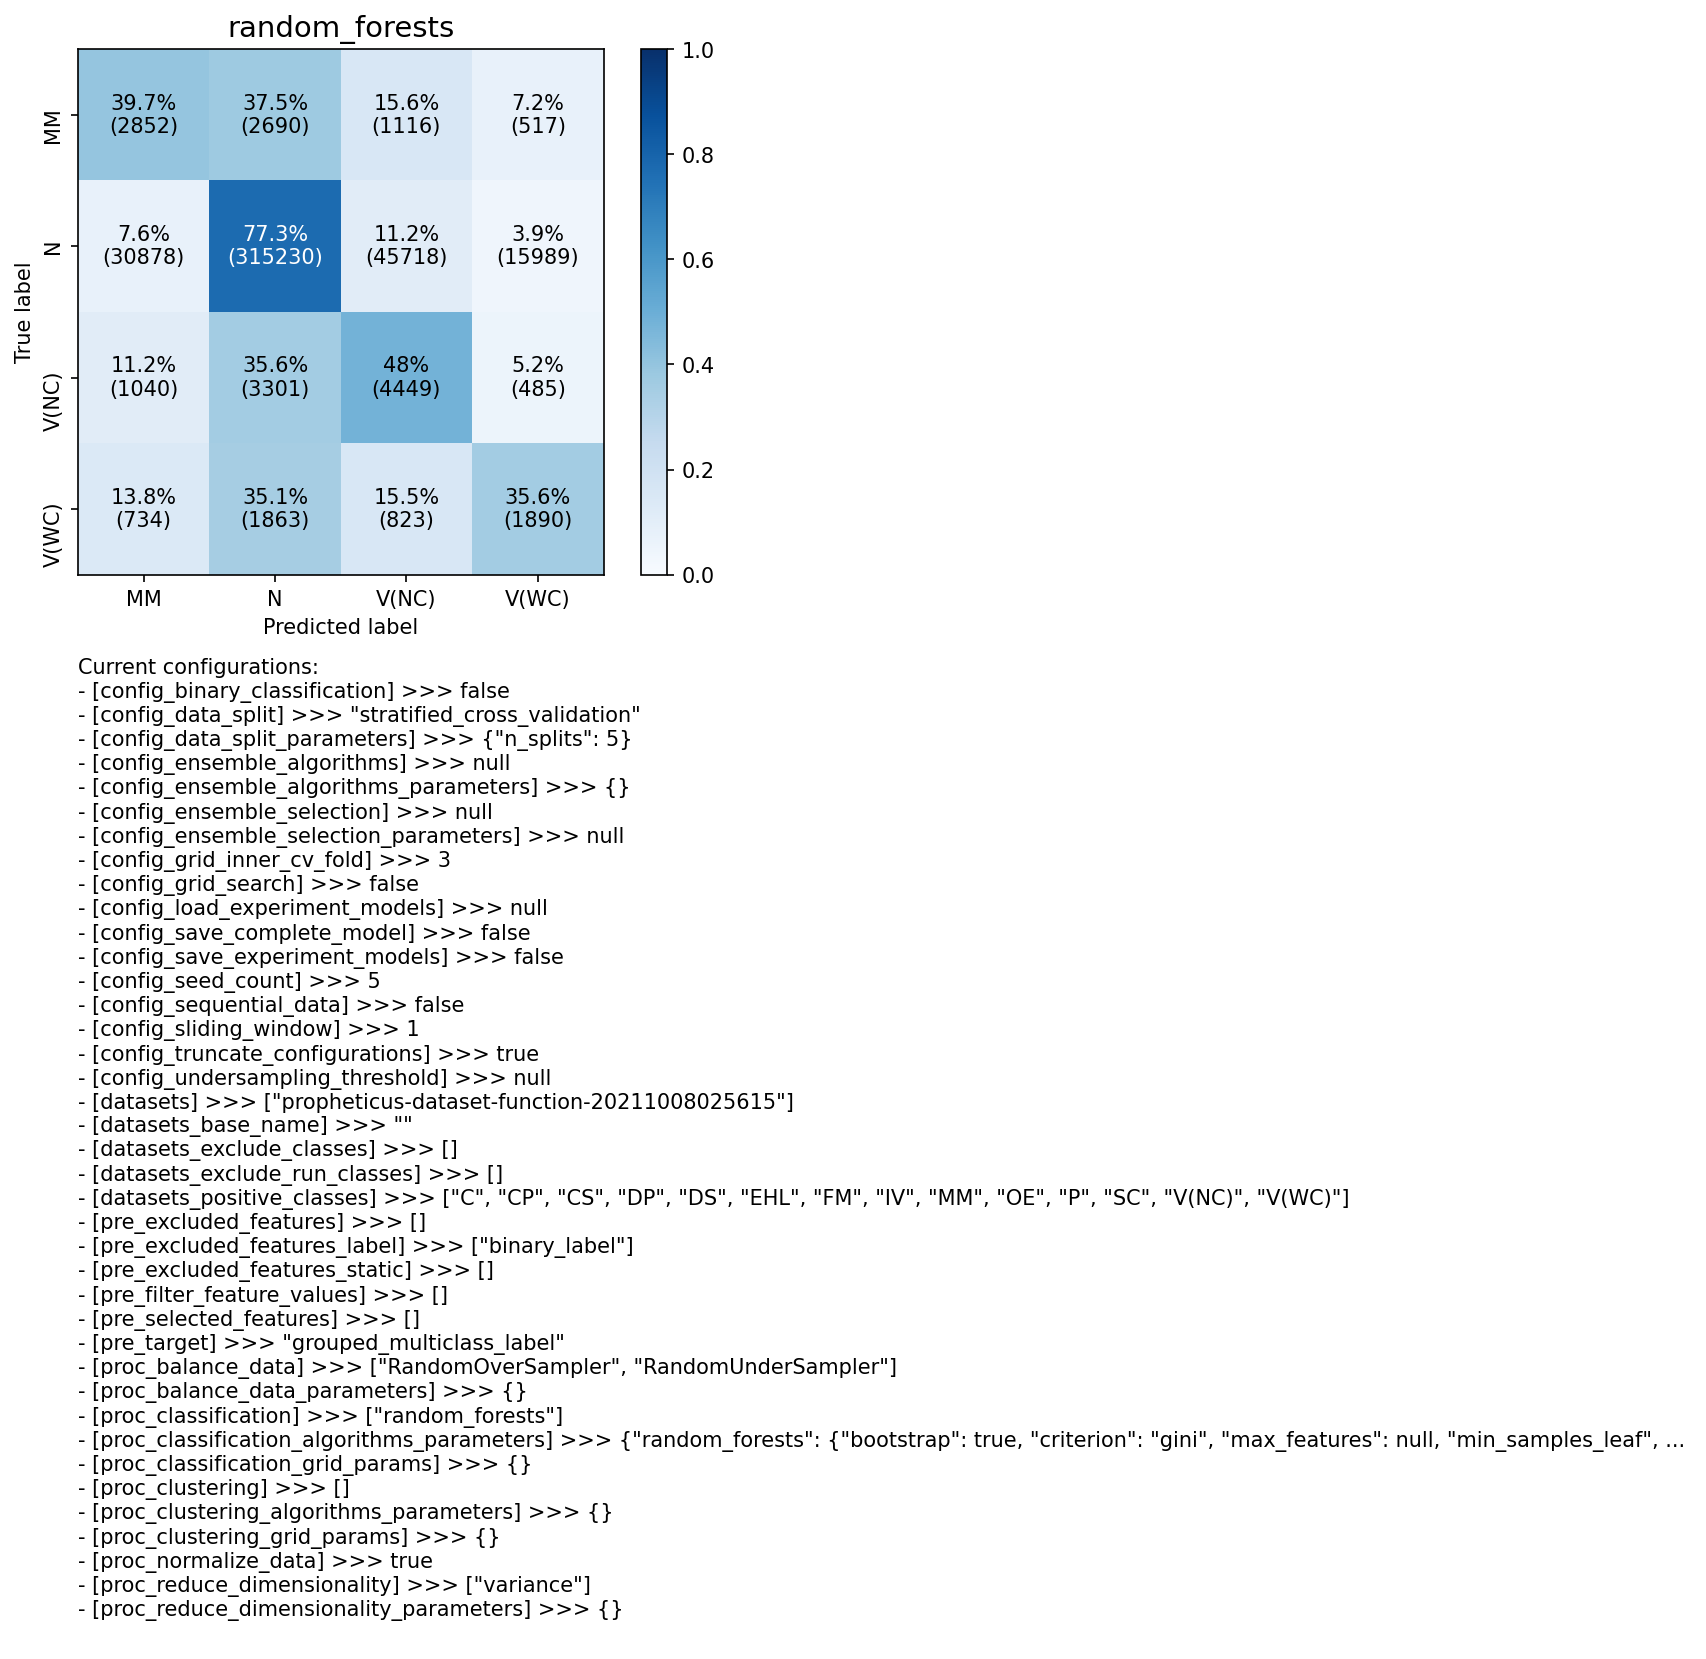 random_forests
39.7% 37.5% 15.6% 7.2%
(2852) (2690) (1116) (517)
7.6% 77.3% 11.2% 3.9%
(30878) (315230) (45718) (15989)
11.2% 35.6% 48% 5.2%
(1040) (3301) (4449) (485)
13.8% 35.1% 15.5% 35.6%
(734) (1863) (823) (1890)
True label
MM
N
V(NC)
V(WC)
MM N V(NC) V(WC)
Predicted label
1.0
0.8
0.6
0.4
0.2
0.0
Current configurations:
- [config_binary_classification] >>> false
- [config_data_split] >>> "stratified_cross_validation"
- [config_data_split_parameters] >>> {"n_splits": 5}
- [config_ensemble_algorithms] >>> null
- [config_ensemble_algorithms_parameters] >>> {}
- [config_ensemble_selection] >>> null
- [config_ensemble_selection_parameters] >>> null
- [config_grid_inner_cv_fold] >>> 3
- [config_grid_search] >>> false
- [config_load_experiment_models] >>> null
- [config_save_complete_model] >>> false
- [config_save_experiment_models] >>> false
- [config_seed_count] >>> 5
- [config_sequential_data] >>> false
- [config_sliding_window] >>> 1
- [config_truncate_configurations] >>> true
- [config_undersampling_threshold] >>> null
- [datasets] >>> ["propheticus-dataset-function-20211008025615"]
- [datasets_base_name] >>> ""
- [datasets_exclude_classes] >>> []
- [datasets_exclude_run_classes] >>> []
- [datasets_positive_classes] >>> ["C", "CP", "CS", "DP", "DS", "EHL", "FM", "IV", "MM", "OE", "P", "SC", "V(NC)", "V(WC)"]
- [pre_excluded_features] >>> []
- [pre_excluded_features_label] >>> ["binary_label"]
- [pre_excluded_features_static] >>> []
- [pre_filter_feature_values] >>> []
- [pre_selected_features] >>> []
- [pre_target] >>> "grouped_multiclass_label"
- [proc_balance_data] >>> ["RandomOverSampler", "RandomUnderSampler"]
- [proc_balance_data_parameters] >>> {}
- [proc_classification] >>> ["random_forests"]
- [proc_classification_algorithms_parameters] >>> {"random_forests": {"bootstrap": true, "criterion": "gini", "max_features": null, "min_samples_leaf", ...
- [proc_classification_grid_params] >>> {}
- [proc_clustering] >>> []
- [proc_clustering_algorithms_parameters] >>> {}
- [proc_clustering_grid_params] >>> {}
- [proc_normalize_data] >>> true
- [proc_reduce_dimensionality] >>> ["variance"]
- [proc_reduce_dimensionality_parameters] >>> {}